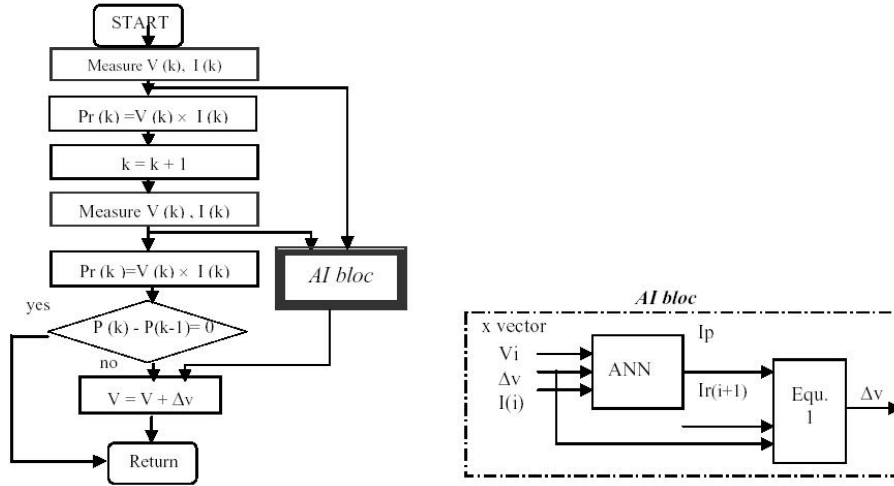 START
Measure V (k), I (k)
Pr (k) =V (k) × I (k)
k = k + 1
Measure V (k) , I (k)
Pr (k )=V (k) × I (k)
AI bloc
yes
P (k) - P(k-1)= 0
no
V = V + Δv
Return
AI bloc
x vector
Vi
Δv
I(i)
ANN
Ip
Ir(i+1)
Equ.
1
Δv